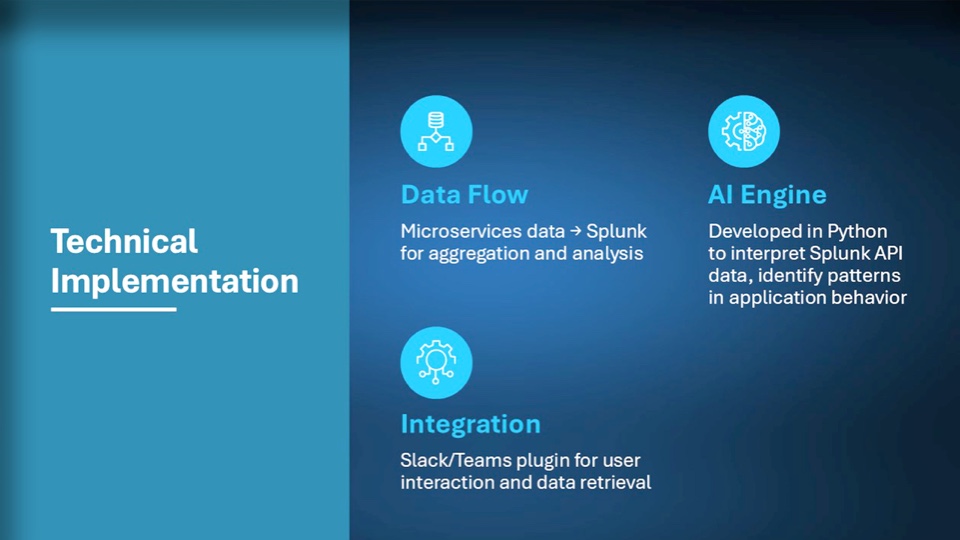 Technical
Implementation
Data Flow
Microservices data → Splunk
for aggregation and analysis
AI Engine
Developed in Python
to interpret Splunk API
data, identify patterns
in application behavior
Integration
Slack/Teams plugin for user
interaction and data retrieval